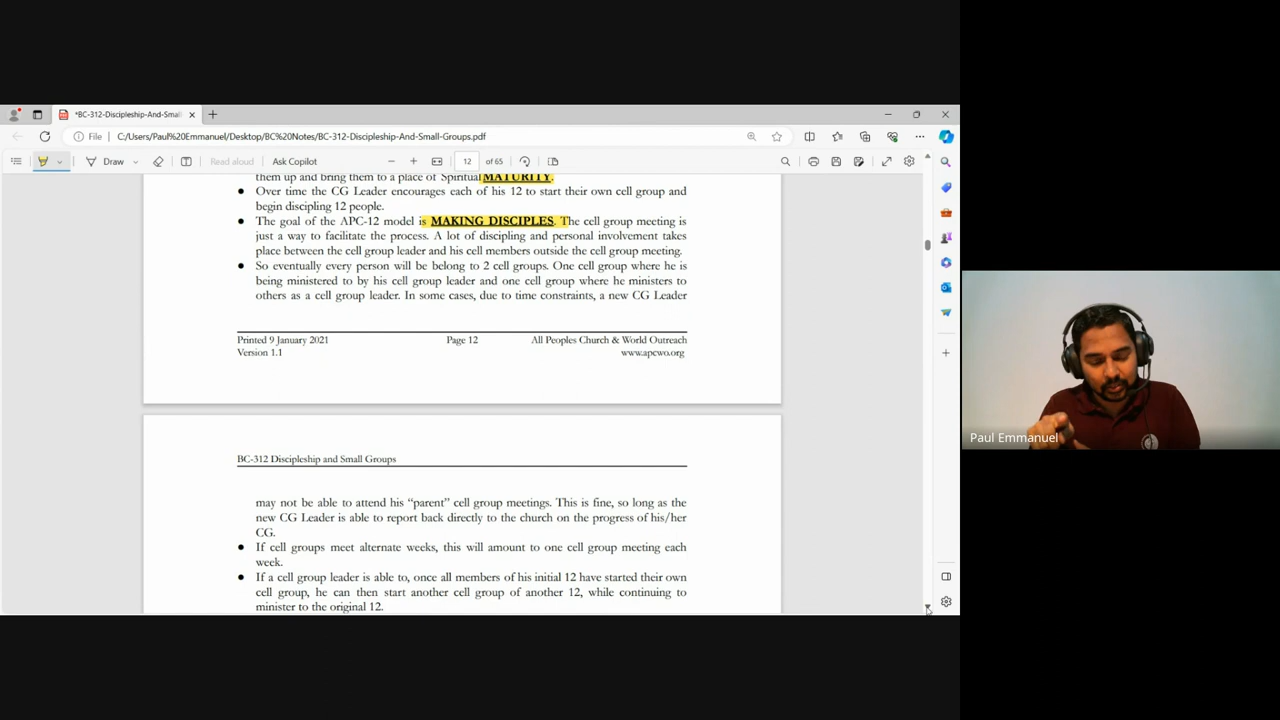 *BC-312-Discipleship-And-Smal
File
C:/Users/Paul%20Emmanuel/Desktop/BC%20Notes/BC-312-Discipleship-And-Small-Groups.pdf
Draw
Read aloud
Ask Copilot
12
of 65
them up and bring them to a place of Spiritual MATURITY.
● Over time the CG Leader encourages each of his 12 to start their own cell group and
begin discipling 12 people.
● The goal of the APC-12 model is MAKING DISCIPLES. The cell group meeting is
just a way to facilitate the process. A lot of discipling and personal involvement takes
place between the cell group leader and his cell members outside the cell group meeting.
● So eventually every person will be belong to 2 cell groups. One cell group where he is
being ministered to by his cell group leader and one cell group where he ministers to
others as a cell group leader. In some cases, due to time constraints, a new CG Leader
Printed 9 January 2021 Page 12 All Peoples Church & World Outreach
Version 1.1 www.apcwo.org
BC-312 Discipleship and Small Groups
may not be able to attend his “parent” cell group meetings. This is fine, so long as the
new CG Leader is able to report back directly to the church on the progress of his/her
CG.
● If cell groups meet alternate weeks, this will amount to one cell group meeting each
week.
● If a cell group leader is able to, once all members of his initial 12 have started their own
cell group, he can then start another cell group of another 12, while continuing to
minister to the original 12.
Paul Emmanuel